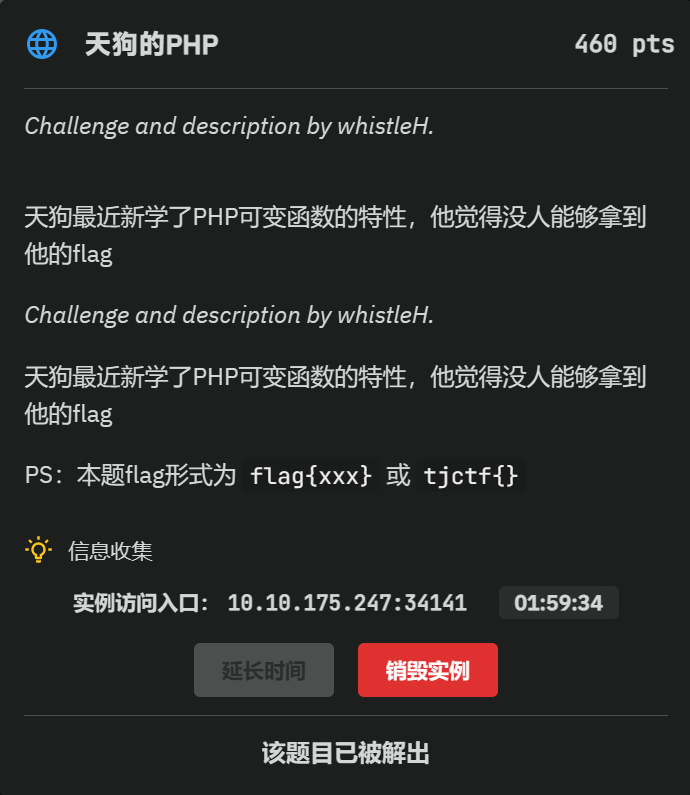 天狗的PHP 460 pts
Challenge and description by whistleH.
天狗最近新学了PHP可变函数的特性，他觉得没人能够拿到
他的flag
Challenge and description by whistleH.
天狗最近新学了PHP可变函数的特性，他觉得没人能够拿到
他的flag
PS：本题flag形式为 flag{xxx} 或 tjctf{}
信息收集
实例访问入口： 10.10.175.247:34141 01:59:34
延长时间 销毁实例
该题目已被解出